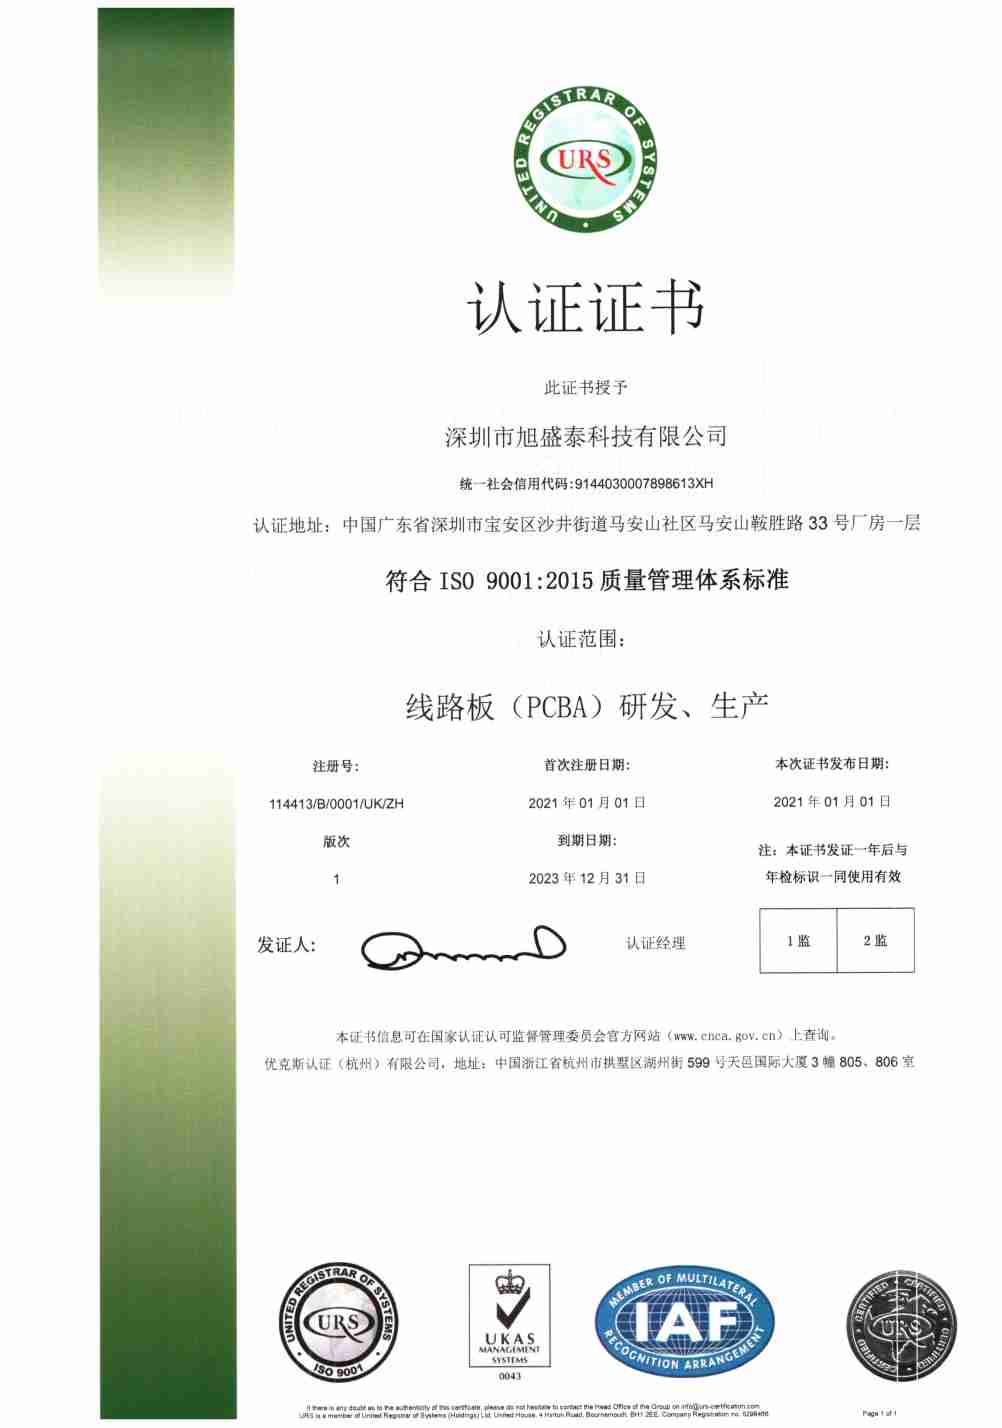 UNITED REGISTRAR OF SYSTEMS
URS
认证证书
此证书授予
深圳市旭盛泰科技有限公司
统一社会信用代码:9144030007898613XH
认证地址：中国广东省深圳市宝安区沙井街道马安山社区马安山鞍胜路 33 号厂房一层
符合 ISO 9001:2015 质量管理体系标准
认证范围:
线路板（PCBA）研发、生产
注册号: 首次注册日期: 本次证书发布日期:
114413/B/0001/UK/ZH 2021 年 01 月 01 日 2021 年 01 月 01 日
版次 到期日期: 注：本证书发证一年后与
1 2023 年 12 月 31 日 年检标识一同使用有效
发证人: 认证经理 1 监 2 监
本证书信息可在国家认证认可监督管理委员会官方网站（www.cnca.gov.cn）上查询。
优克斯认证（杭州）有限公司，地址：中国浙江省杭州市拱墅区湖州街 599 号天邑国际大厦 3 幢 805、806 室
UNITED REGISTRAR OF SYSTEMS
URS
ISO 9001
UKAS
MANAGEMENT
SYSTEMS
0043
MEMBER OF MULTILATERAL
IAF
RECOGNITION ARRANGEMENT
CERTIFIED CERTIFIED CERTIFIED CERTIFIED
URS
If there is any doubt as to the authenticity of this certificate, please do not hesitate to contact the Head Office of the Group on info@urs-certification.com
URS is a member of United Registrar of Systems (Holdings) Ltd, United House, 4 Hinton Road, Bournemouth, BH1 2EE. Company Registration no. 5298466
Page 1 of 1